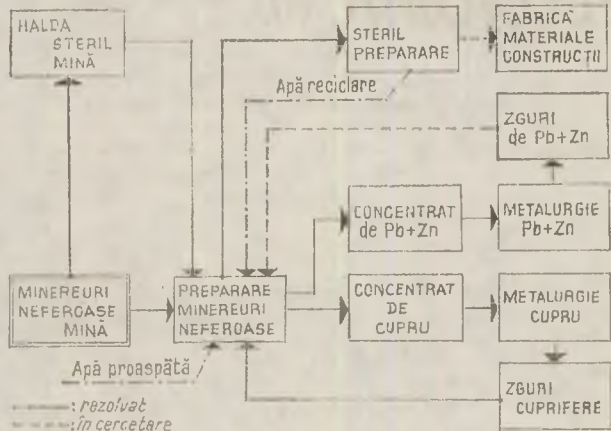 HALDA
STERIL
MINĂ
STERIL
PREPARARE
FABRICĂ
MATERIALE
CONSTRUCTII
Apă reciclare
ZGURI
de Pb+Zn
CONCENTRAT
de Pb+Zn
METALURGIE
Pb+Zn
MINEREURI
NEFEROASE
MINĂ
PREPARARE
MINEREURI
NEFEROASE
CONCENTRAT
DE
CUPRU
METALURGIE
CUPRU
Apă proaspătă
ZGURI
CUPRIFERE
: rezolvat
: în cercetare